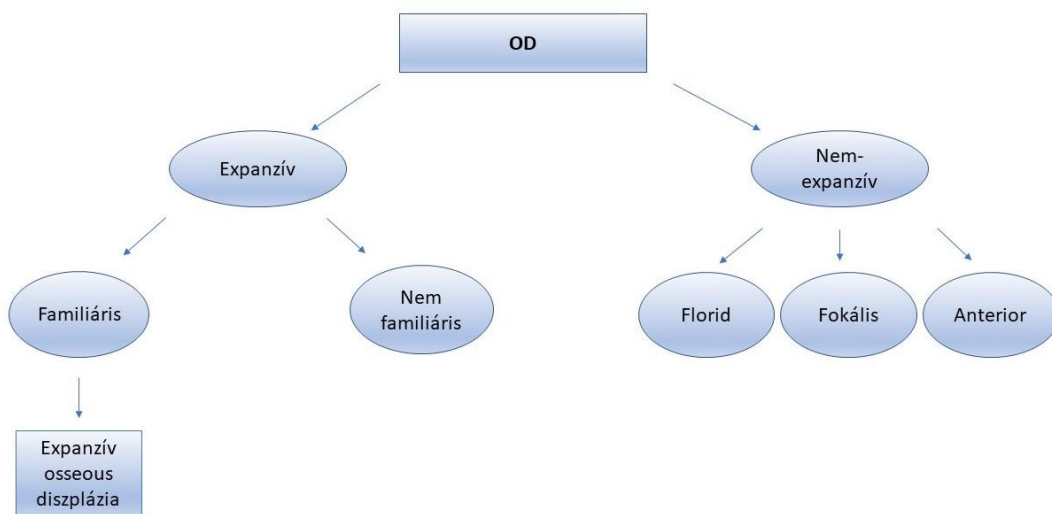 OD
Expanzív
Nem-
expanzív
Familiáris
Nem
familiáris
Florid
Fokális
Anterior
Expanzív
osseous
diszplázia